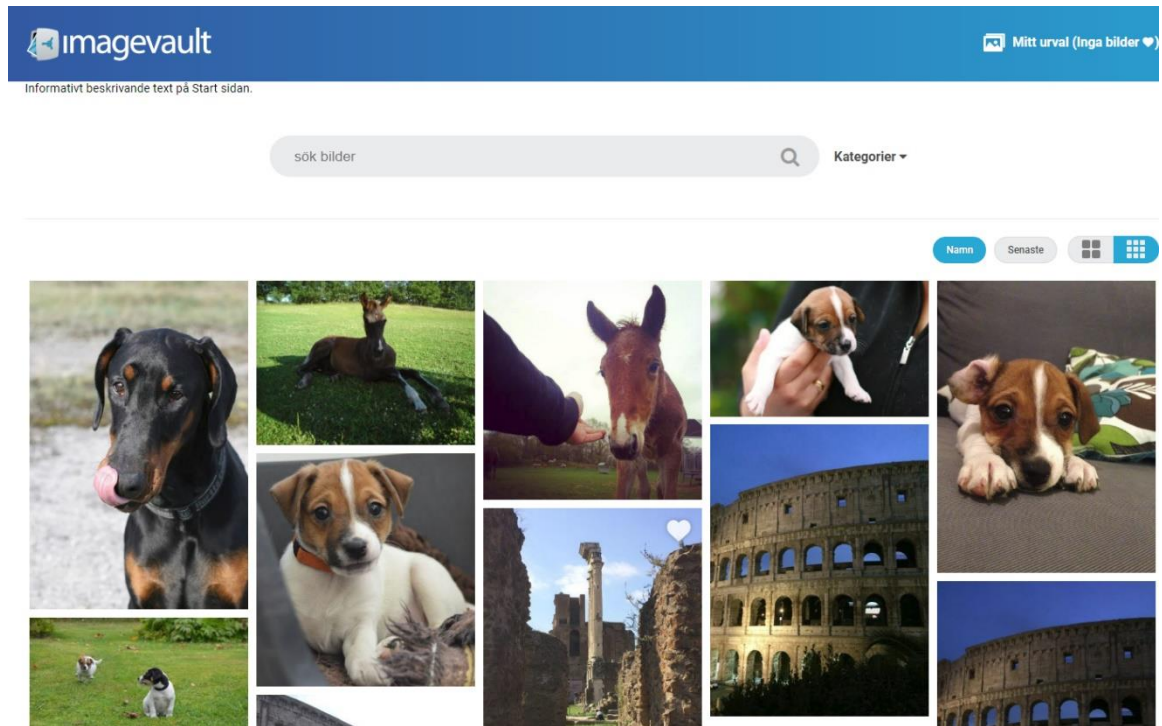 imagevault
Mitt urval (Inga bilder ♥)
Informativt beskrivande text på Start sidan.
sök bilder
Kategorier
Namn
Senaste